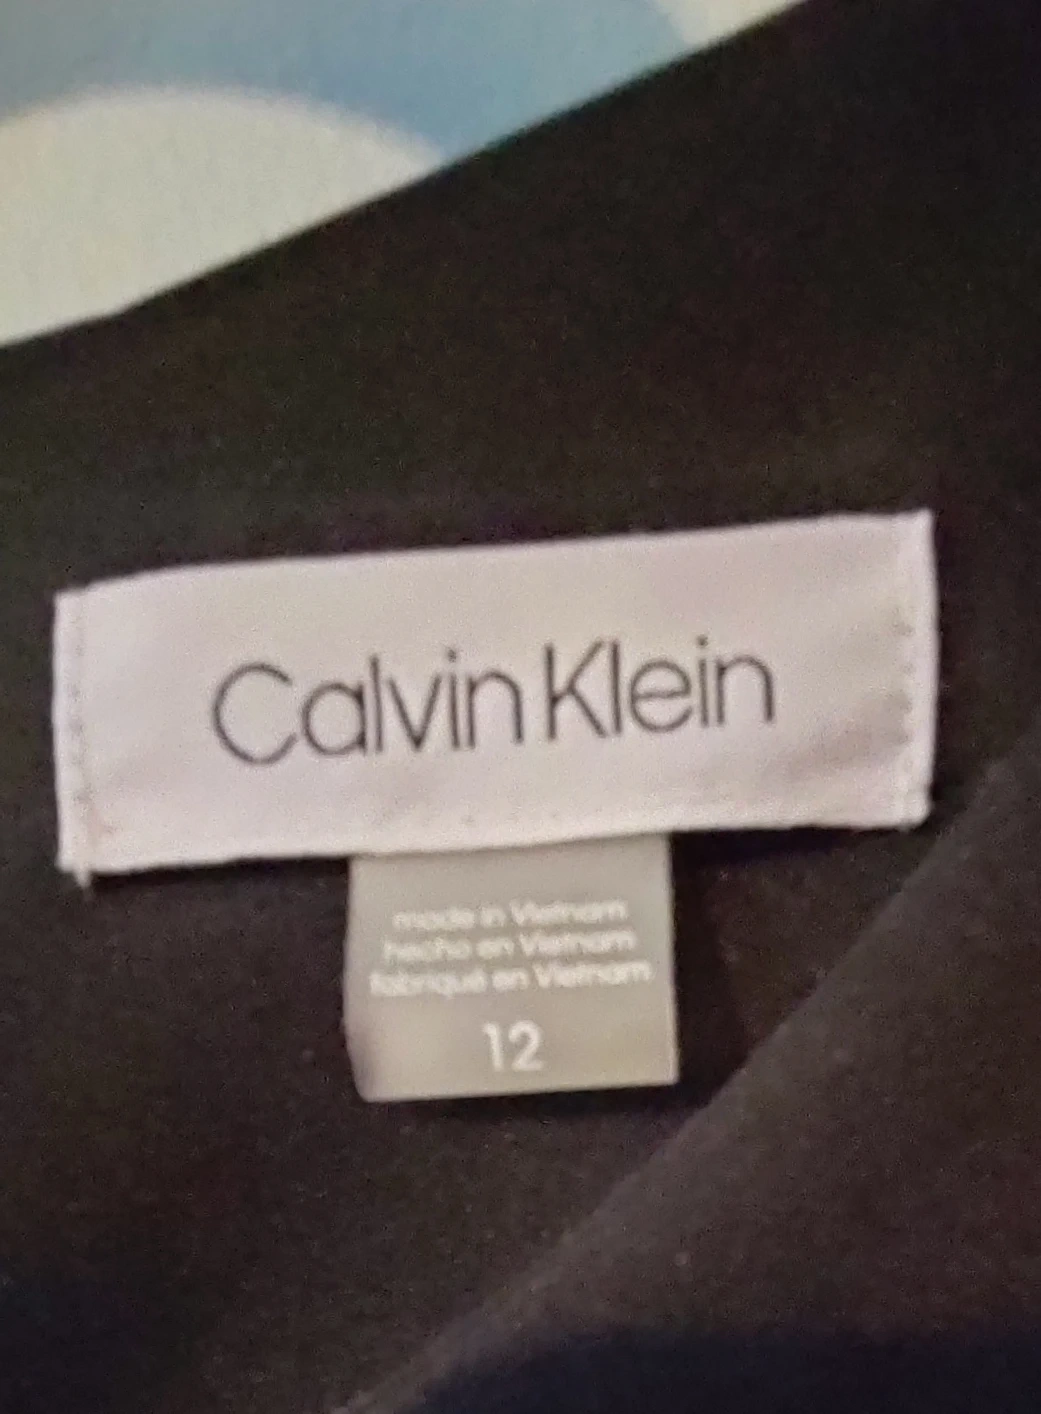 Calvin Klein
made in Vietnam
hecho en Vietnam
fabriqué en Vietnam
12